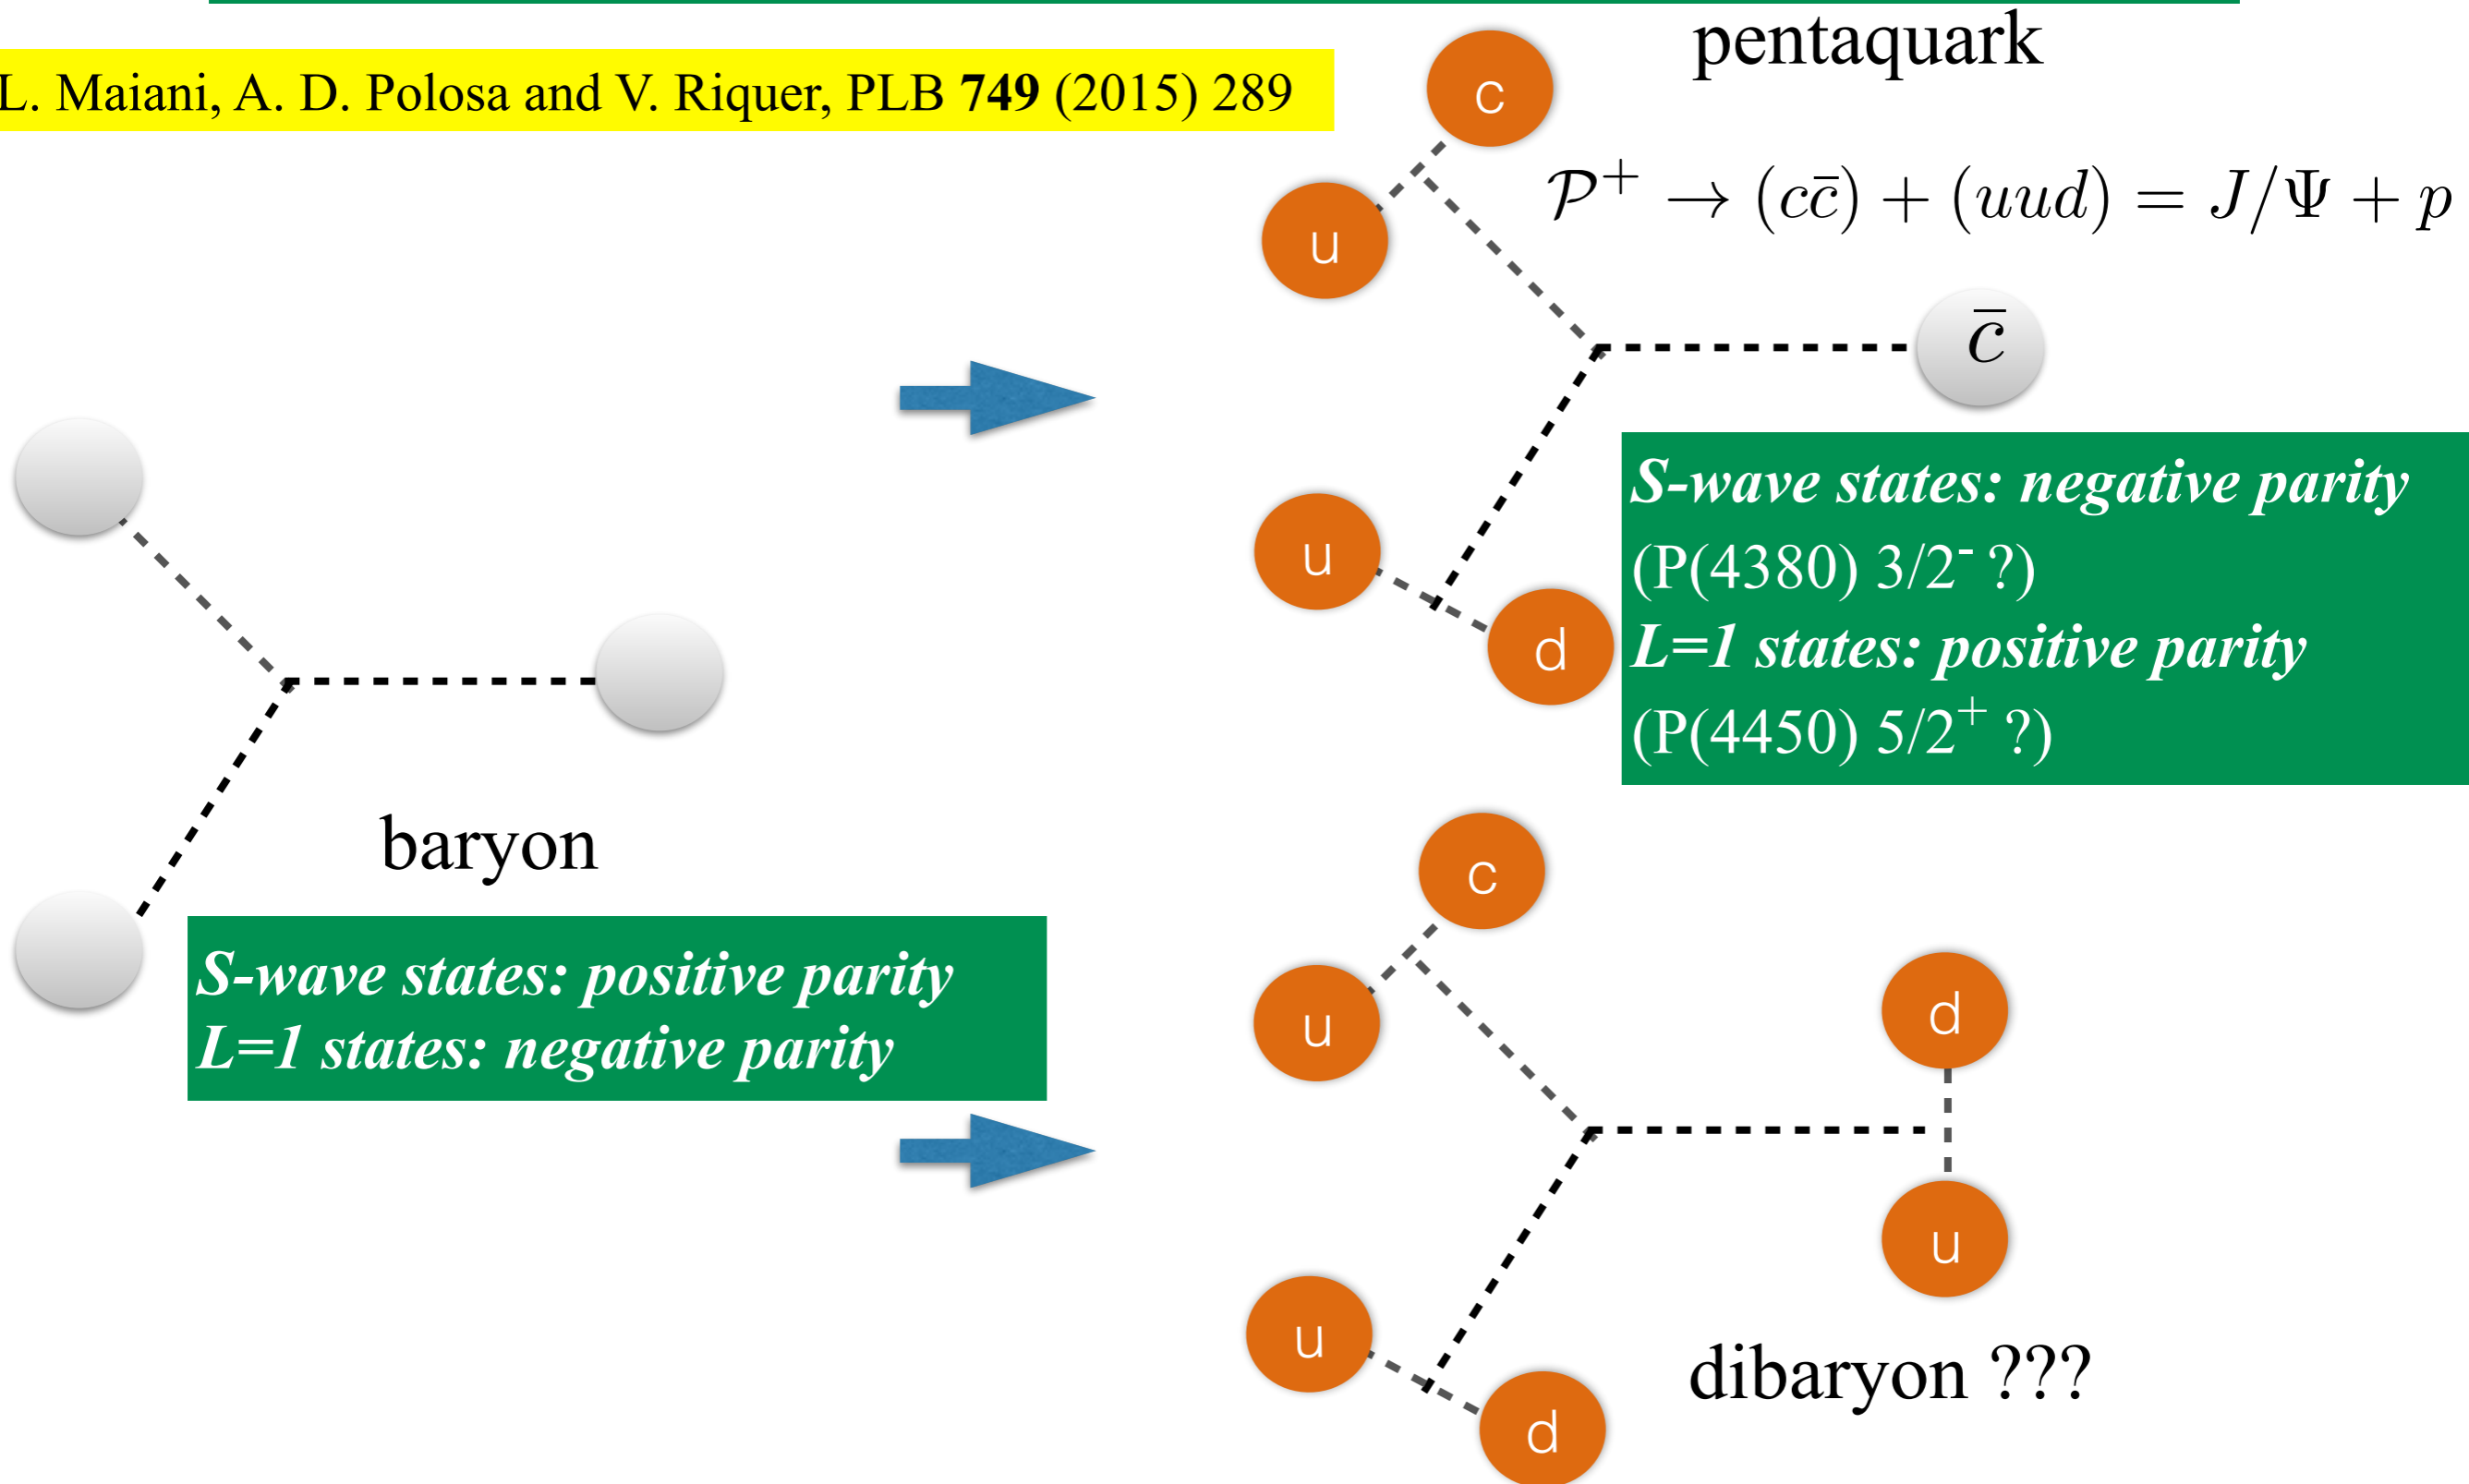 pentaquark
L. Maiani, A. D. Polosa and V. Riquer, PLB 749 (2015) 289
c
u
𝒫⁺ → (cc̄) + (uud) = J/Ψ + p
c̄
u
d
S-wave states: negative parity
(P(4380) 3/2⁻ ?)
L=1 states: positive parity
(P(4450) 5/2⁺ ?)
baryon
S-wave states: positive parity
L=1 states: negative parity
c
u
d
u
u
d
dibaryon ???